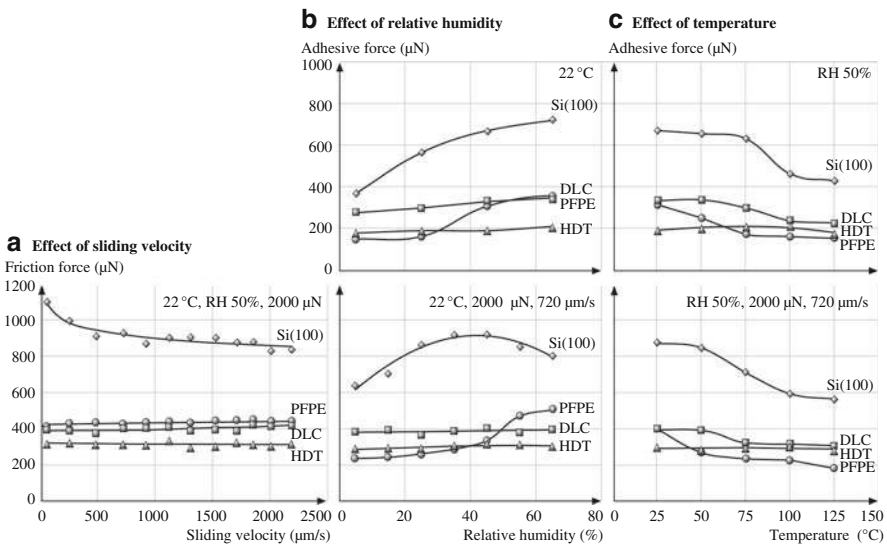 b Effect of relative humidity
Adhesive force (µN)
1000
800
600
400
200
0
22 °C
Si(100)
DLC
PFPE
HDT
c Effect of temperature
Adhesive force (µN)
RH 50%
Si(100)
DLC
HDT
PFPE
a Effect of sliding velocity
Friction force (µN)
1200
1000
800
600
400
200
0
22 °C, RH 50%, 2000 µN
Si(100)
PFPE
DLC
HDT
0 500 1000 1500 2000 2500
Sliding velocity (µm/s)
22 °C, 2000 µN, 720 µm/s
Si(100)
PFPE
DLC
HDT
0 20 40 60 80
Relative humidity (%)
RH 50%, 2000 µN, 720 µm/s
Si(100)
DLC
HDT
PFPE
0 25 50 75 100 125 150
Temperature (°C)